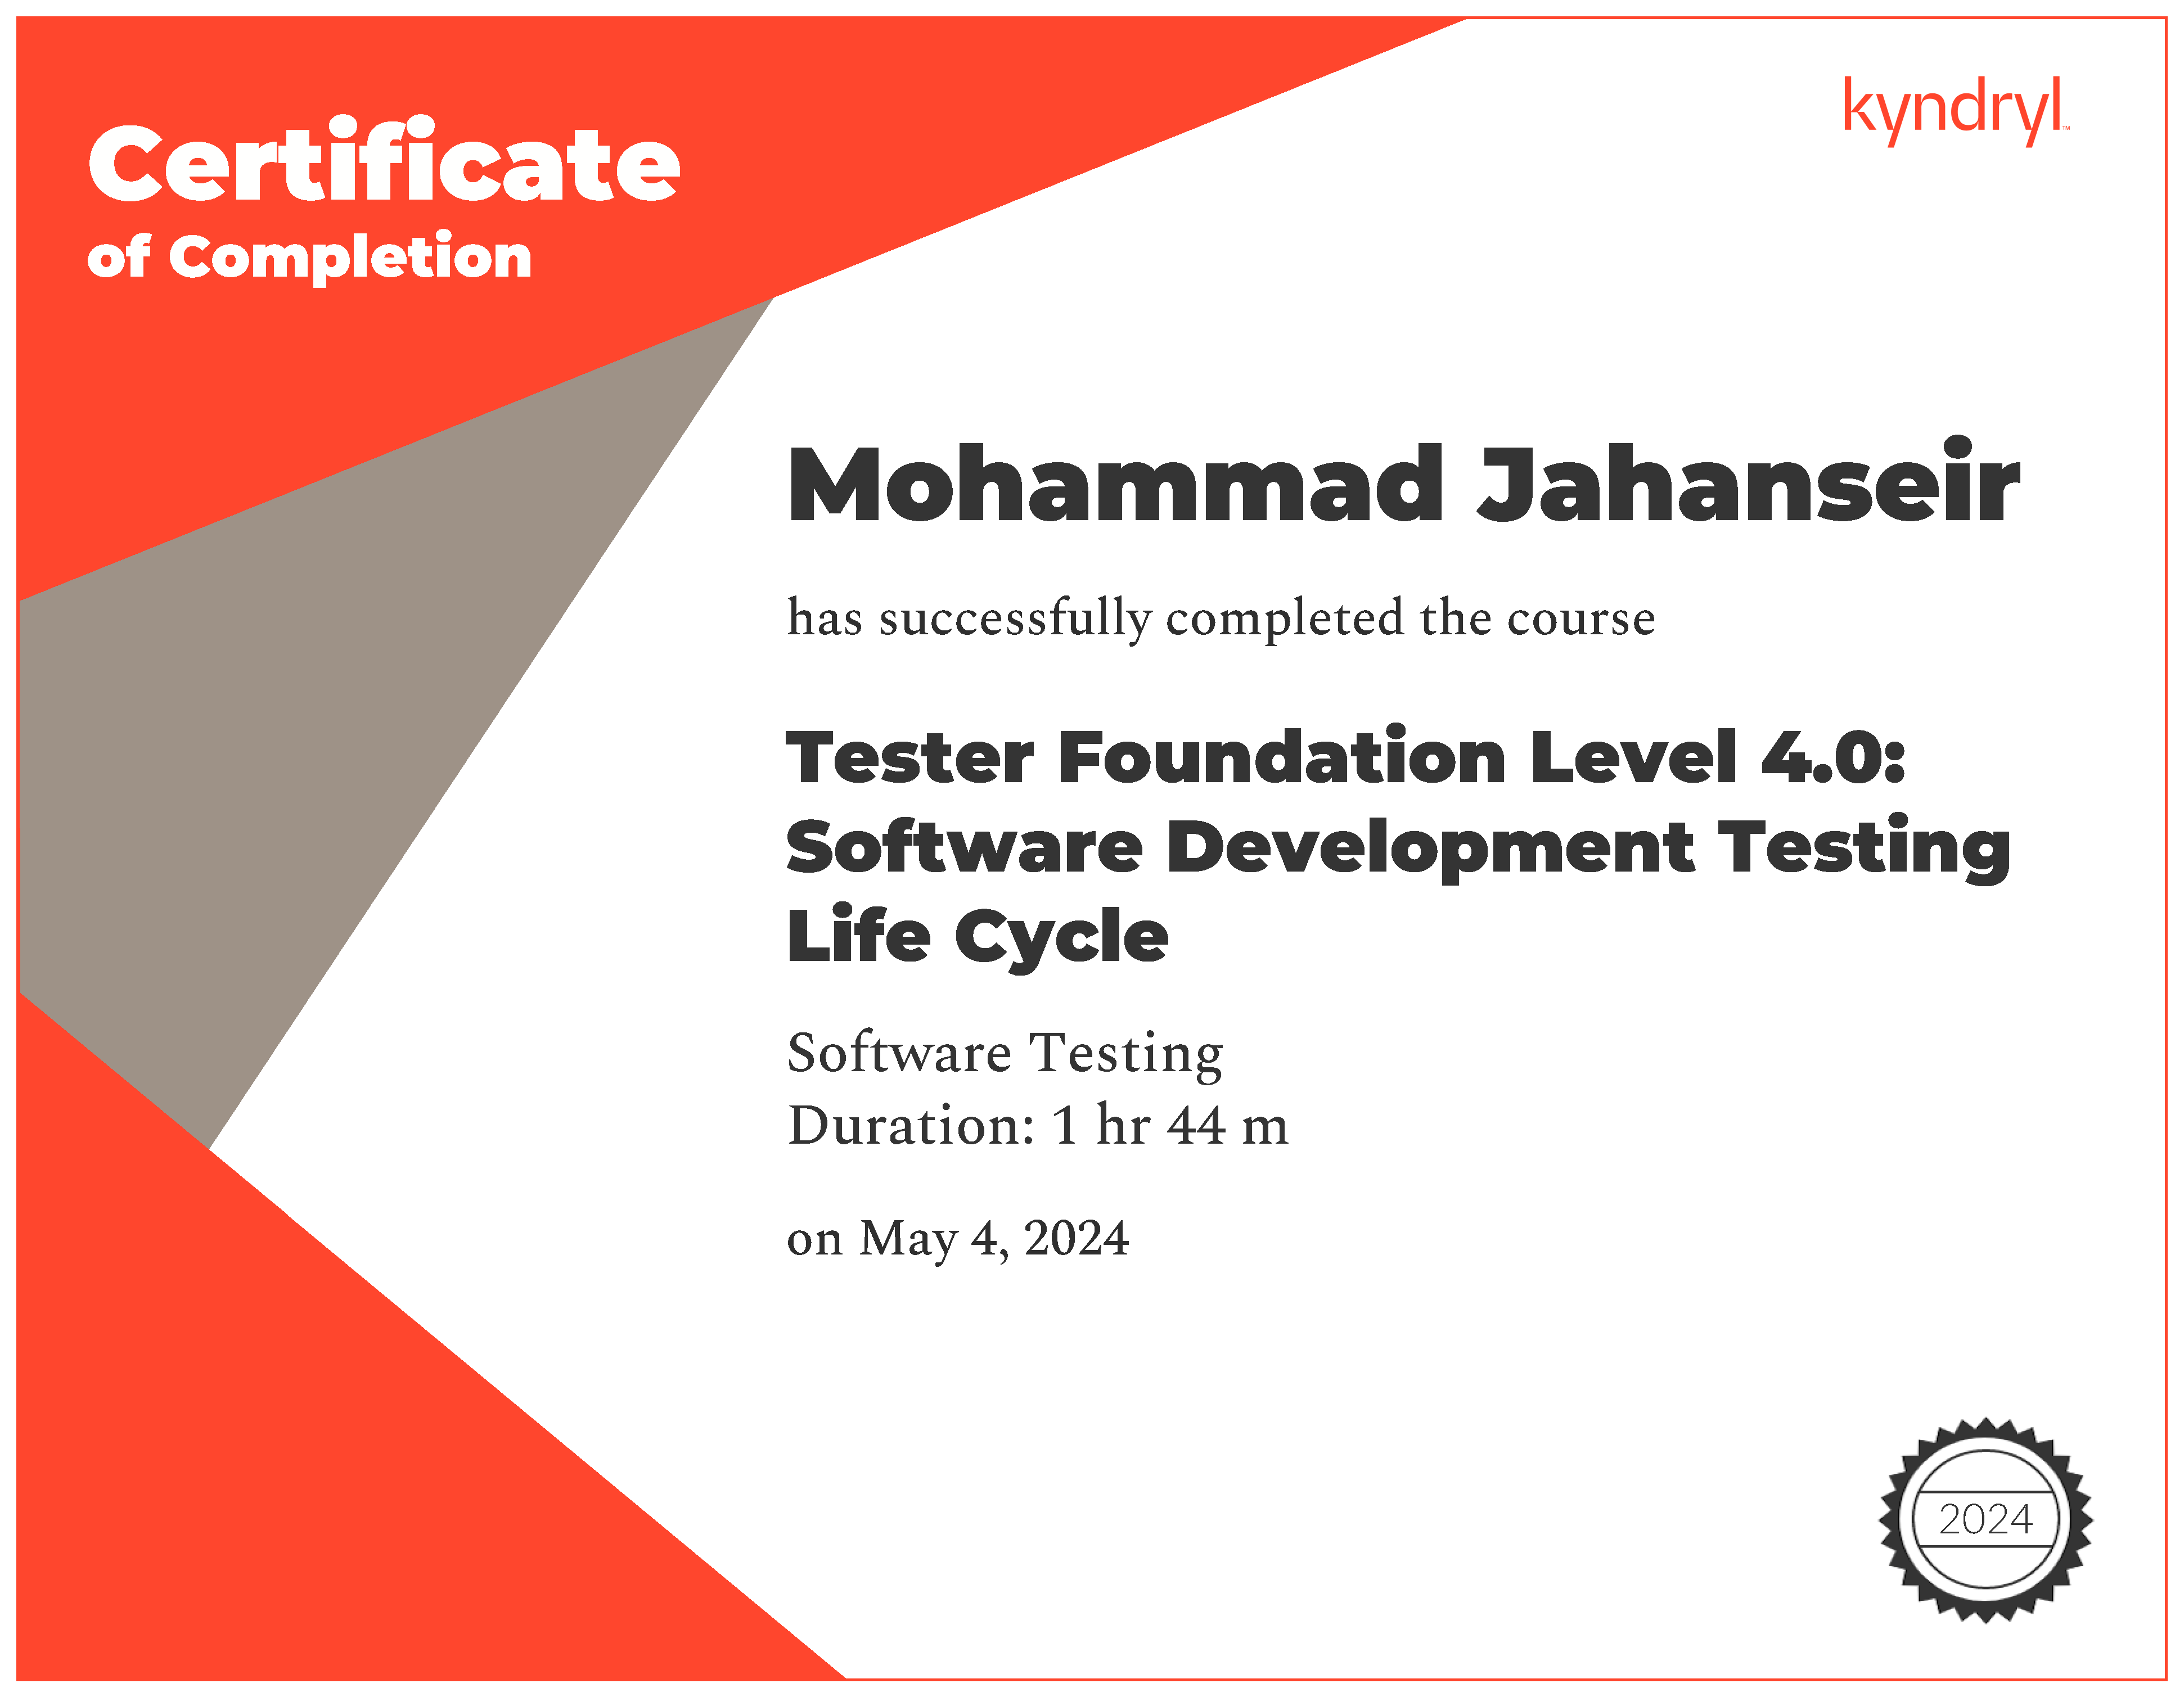 Certificate
of Completion
kyndryl™
Mohammad Jahanseir
has successfully completed the course
Tester Foundation Level 4.0:
Software Development Testing
Life Cycle
Software Testing
Duration: 1 hr 44 m
on May 4, 2024
2024